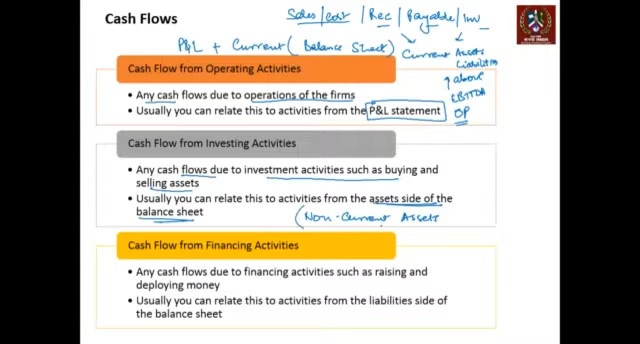 Cash Flows
Sales/cost / Rec / Payable / Inv
P&L + Current (Balance Sheet)
Current Assets
Liabilities
above
EBITDA
OP
Cash Flow from Operating Activities
• Any cash flows due to operations of the firms
• Usually you can relate this to activities from the P&L statement
Cash Flow from Investing Activities
• Any cash flows due to investment activities such as buying and
selling assets
• Usually you can relate this to activities from the assets side of the
balance sheet
(Non-Current Assets
Cash Flow from Financing Activities
• Any cash flows due to financing activities such as raising and
deploying money
• Usually you can relate this to activities from the liabilities side of
the balance sheet